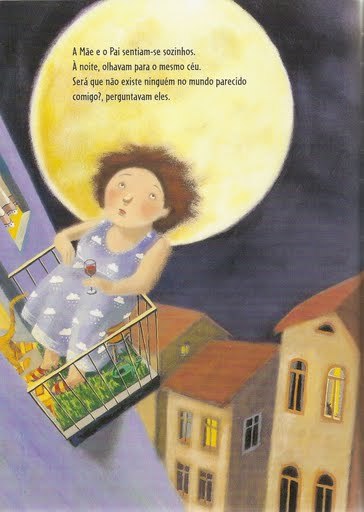 A Mãe e o Pai sentiam-se sozinhos.
À noite, olhavam para o mesmo céu.
Será que não existe ninguém no mundo parecido
comigo?, perguntavam eles.